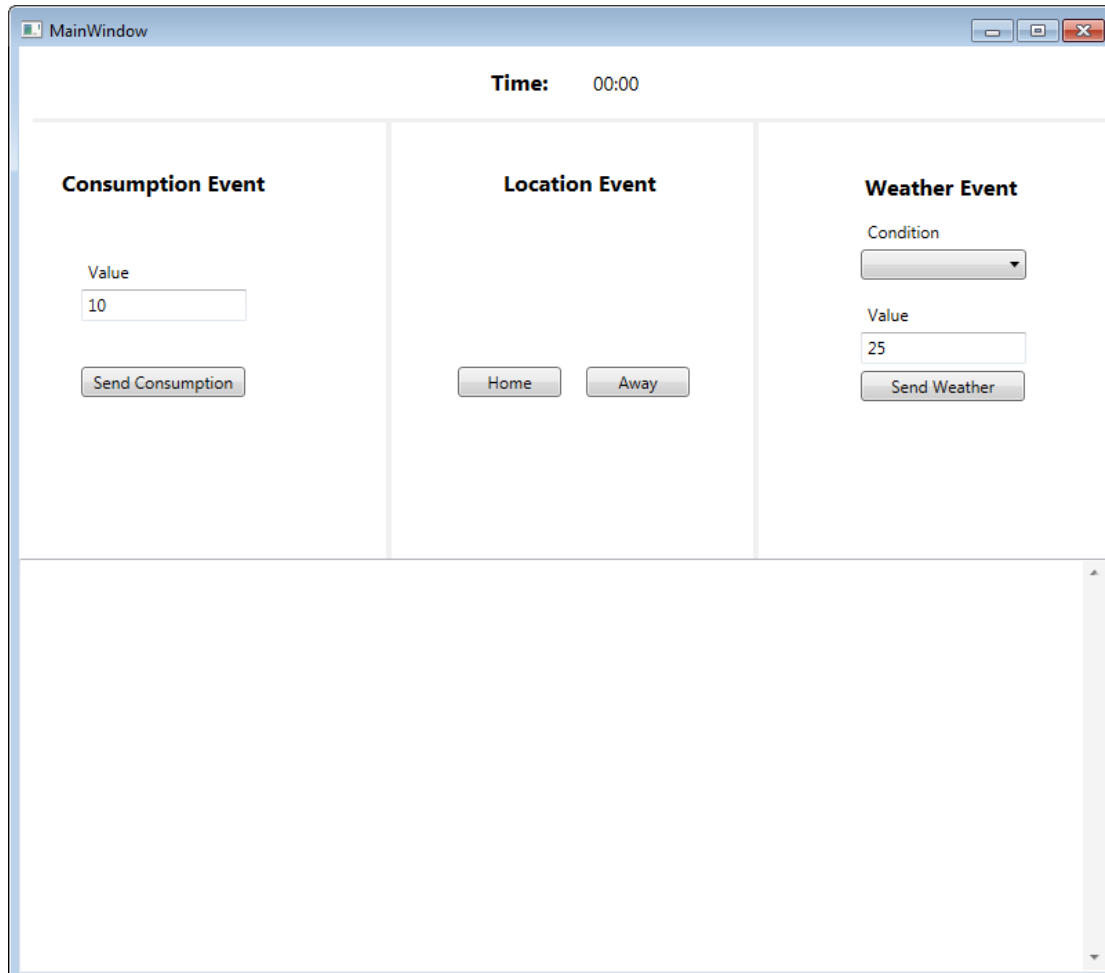 MainWindow
Time: 00:00
Consumption Event
Value
10
Send Consumption
Location Event
Home Away
Weather Event
Condition
Value
25
Send Weather